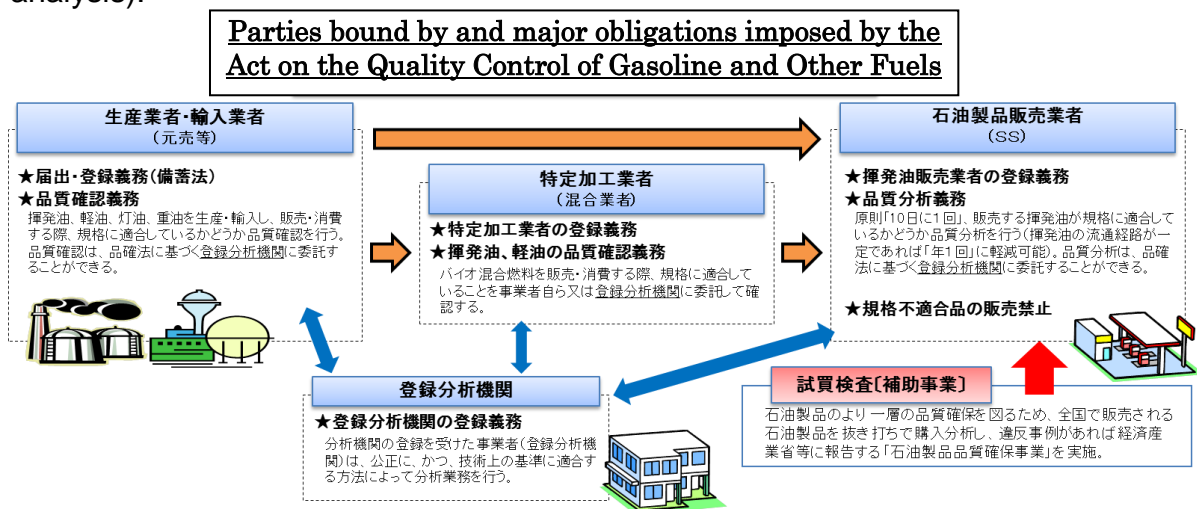 analysis).
Parties bound by and major obligations imposed by the
Act on the Quality Control of Gasoline and Other Fuels
生産業者・輸入業者
(元売等)
★届出・登録義務(備蓄法)
★品質確認義務
揮発油、軽油、灯油、重油を生産・輸入し、販売・消費
する際、規格に適合しているかどうか品質確認を行う。
品質確認は、品確法に基づく登録分析機関に委託す
ることができる。
特定加工業者
(混合業者)
★特定加工業者の登録義務
★揮発油、軽油の品質確認義務
バイオ混合燃料を販売・消費する際、規格に適合して
いることを事業者自ら又は登録分析機関に委託して確
認する。
石油製品販売業者
(SS)
★揮発油販売業者の登録義務
★品質分析義務
原則「10日に1回」、販売する揮発油が規格に適合して
いるかどうか品質分析を行う(揮発油の流通経路が一
定であれば「年1回」に軽減可能)。品質分析は、品確
法に基づく登録分析機関に委託することができる。
★規格不適合品の販売禁止
登録分析機関
★登録分析機関の登録義務
分析機関の登録を受けた事業者(登録分析機
関)は、公正に、かつ、技術上の基準に適合す
る方法によって分析業務を行う。
試買検査〔補助事業〕
石油製品のより一層の品質確保を図るため、全国で販売される
石油製品を抜き打ちで購入分析し、違反事例があれば経済産
業省等に報告する「石油製品品質確保事業」を実施。